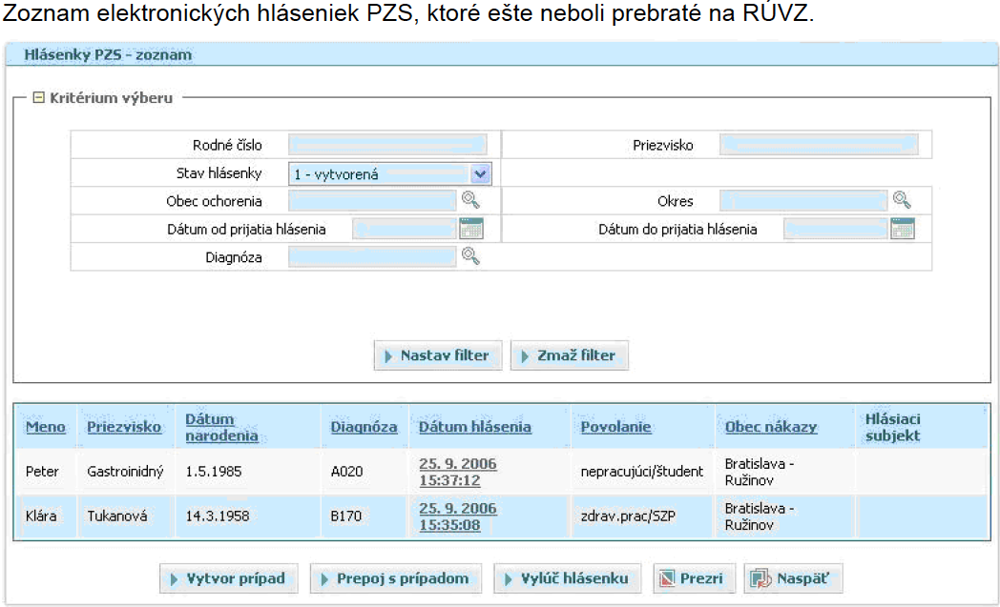 Zoznam elektronických hláseniek PZS, ktoré ešte neboli prebraté na RÚVZ.
Hlásenky PZS - zoznam
Kritérium výberu
Rodné číslo Priezvisko
Stav hlásenky 1 - vytvorená
Obec ochorenia Okres
Dátum od prijatia hlásenia Dátum do prijatia hlásenia
Diagnóza
Nastav filter Zmaž filter
Meno Priezvisko Dátum narodenia Diagnóza Dátum hlásenia Povolanie Obec nákazy Hlásiaci subjekt
Peter Gastroinidný 1.5.1985 A020 25. 9. 2006 15:37:12 nepracujúci/študent Bratislava - Ružinov
Klára Tukanová 14.3.1958 B170 25. 9. 2006 15:35:08 zdrav.prac/SZP Bratislava - Ružinov
Vytvor prípad Prepoj s prípadom Vylúč hlásenku Prezri Naspäť